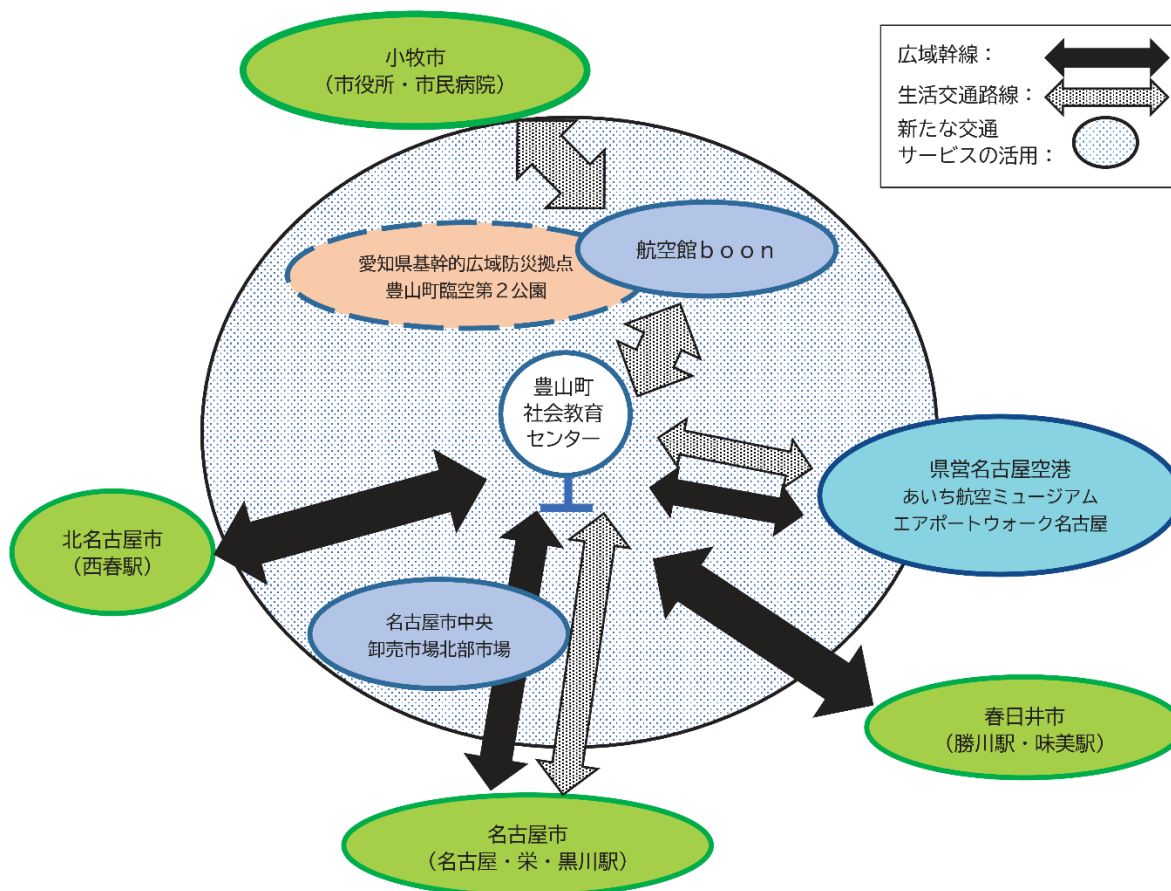 小牧市
（市役所・市民病院）
広域幹線：
生活交通路線：
新たな交通
サービスの活用：
愛知県基幹的広域防災拠点
豊山町臨空第２公園
航空館ｂｏｏｎ
豊山町
社会教育
センター
県営名古屋空港
あいち航空ミュージアム
エアポートウォーク名古屋
北名古屋市
（西春駅）
名古屋市中央
卸売市場北部市場
春日井市
（勝川駅・味美駅）
名古屋市
（名古屋・栄・黒川駅）